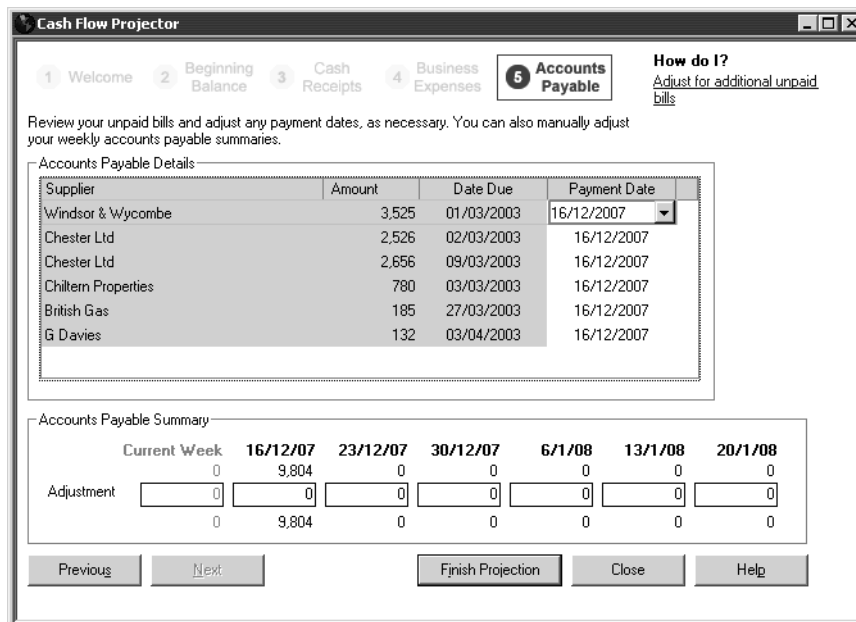 Cash Flow Projector
1 Welcome 2 Beginning Balance 3 Cash Receipts 4 Business Expenses 5 Accounts Payable
How do I?
Adjust for additional unpaid
bills
Review your unpaid bills and adjust any payment dates, as necessary. You can also manually adjust
your weekly accounts payable summaries.
Accounts Payable Details
Supplier Amount Date Due Payment Date
Windsor & Wycombe 3,525 01/03/2003 16/12/2007
Chester Ltd 2,526 02/03/2003 16/12/2007
Chester Ltd 2,656 09/03/2003 16/12/2007
Chiltern Properties 780 03/03/2003 16/12/2007
British Gas 185 27/03/2003 16/12/2007
G Davies 132 03/04/2003 16/12/2007
Accounts Payable Summary
Current Week 16/12/07 23/12/07 30/12/07 6/1/08 13/1/08 20/1/08
0 9,804 0 0 0 0 0
Adjustment 0 0 0 0 0 0 0
0 9,804 0 0 0 0 0
Previous Next Finish Projection Close Help